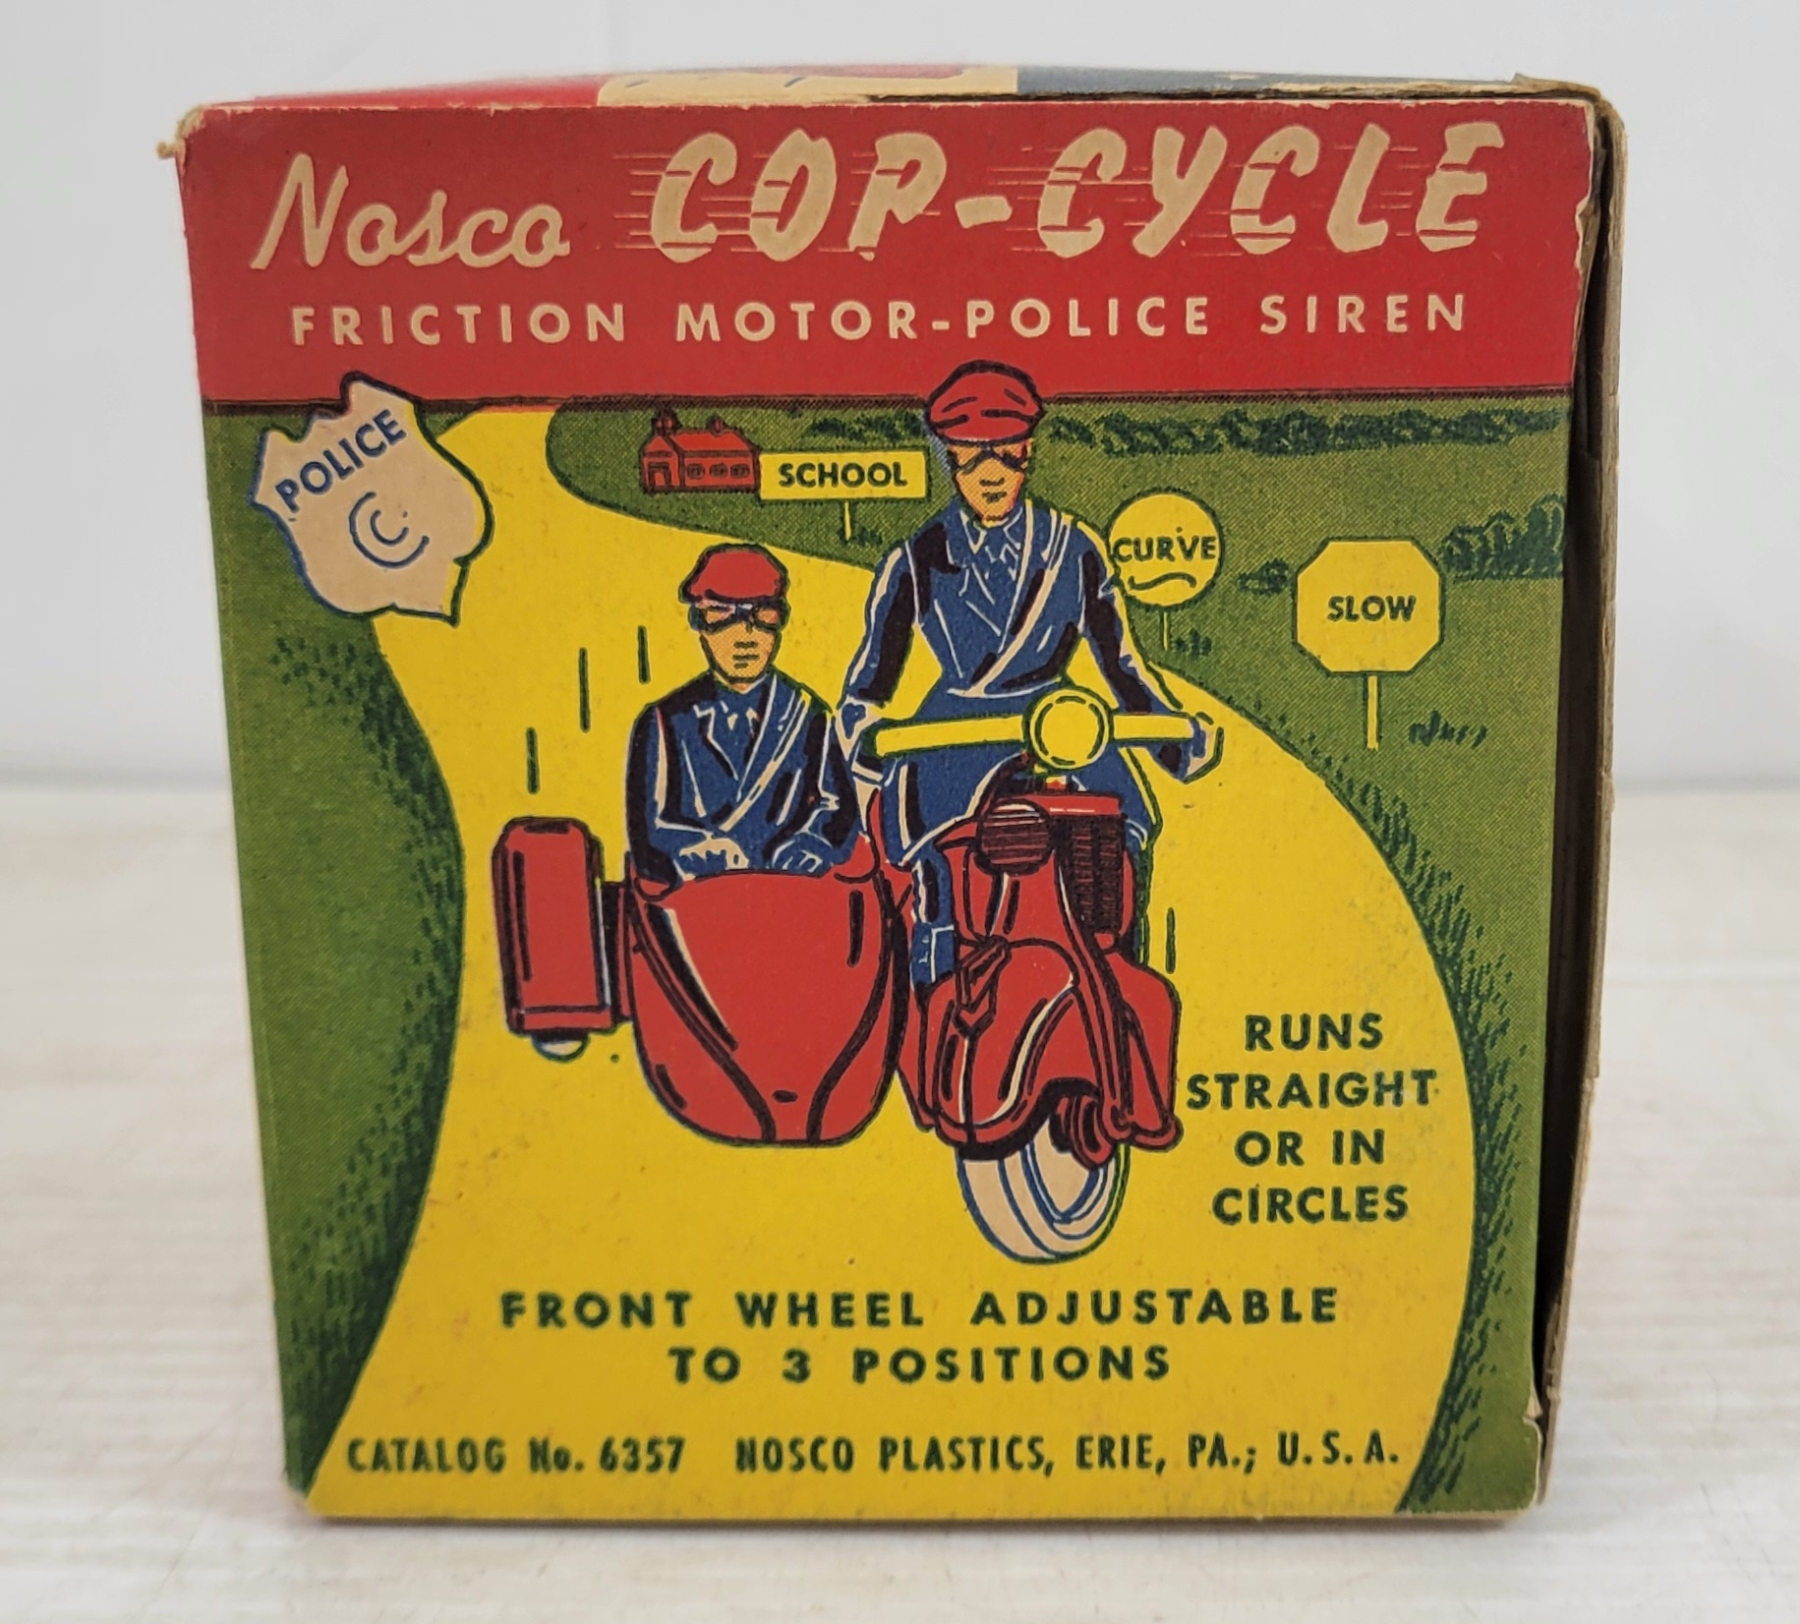 Nosco COP-CYCLE
FRICTION MOTOR-POLICE SIREN
POLICE
CC
SCHOOL
CURVE
SLOW
RUNS
STRAIGHT
OR IN
CIRCLES
FRONT WHEEL ADJUSTABLE
TO 3 POSITIONS
CATALOG No. 6357 NOSCO PLASTICS, ERIE, PA.; U.S.A.